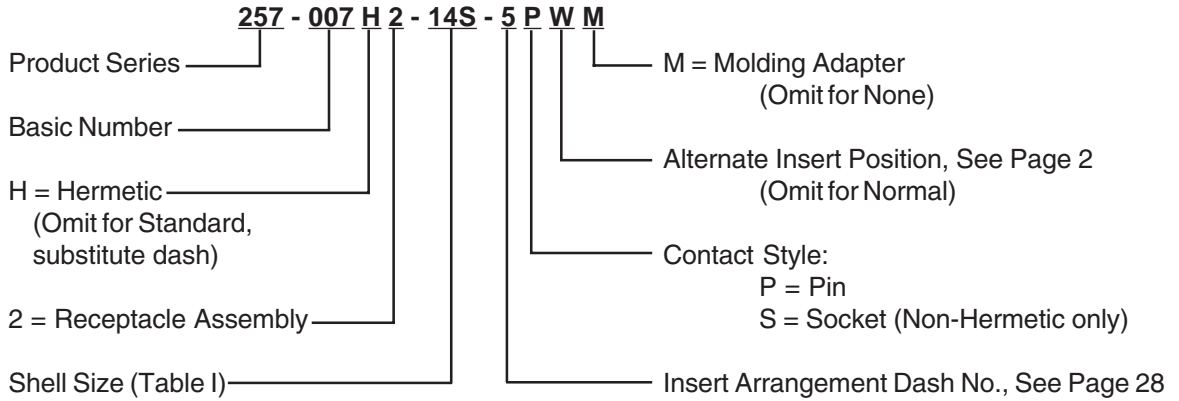 257 - 007 H 2 - 14S - 5 P W M
Product Series
Basic Number
H = Hermetic
(Omit for Standard,
substitute dash)
2 = Receptacle Assembly
Shell Size (Table I)
M = Molding Adapter
(Omit for None)
Alternate Insert Position, See Page 2
(Omit for Normal)
Contact Style:
P = Pin
S = Socket (Non-Hermetic only)
Insert Arrangement Dash No., See Page 28